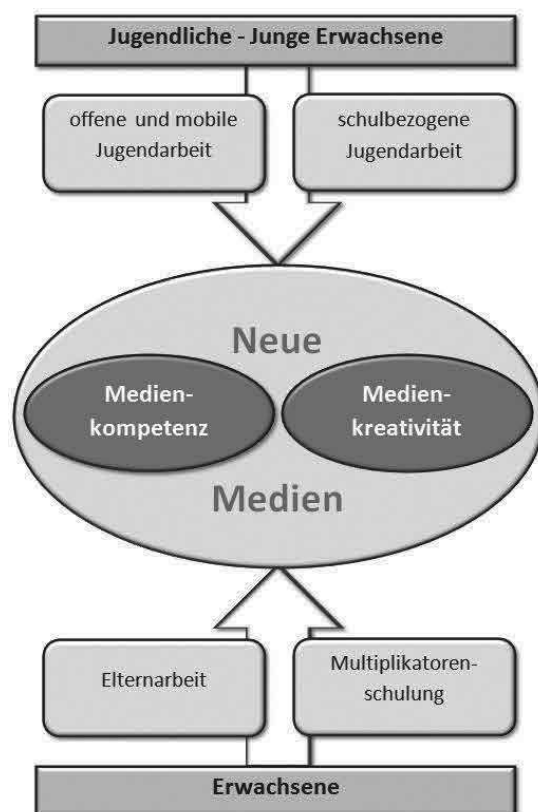 Jugendliche - Junge Erwachsene
offene und mobile
Jugendarbeit
schulbezogene
Jugendarbeit
Neue
Medien-
kompetenz
Medien-
kreativität
Medien
Elternarbeit
Multiplikatoren-
schulung
Erwachsene